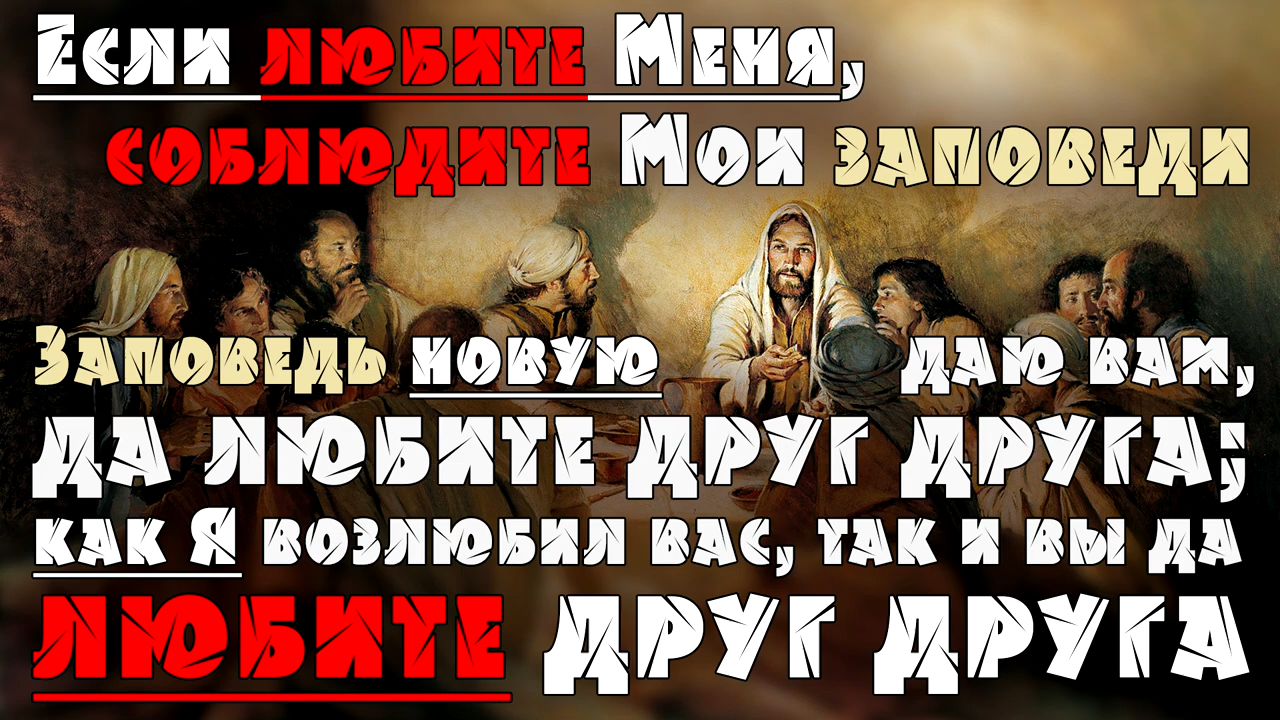 Если любите Меня,
соблюдите Мои заповеди
Заповедь новую даю вам,
да любите друг друга;
как Я возлюбил вас, так и вы да
любите друг друга